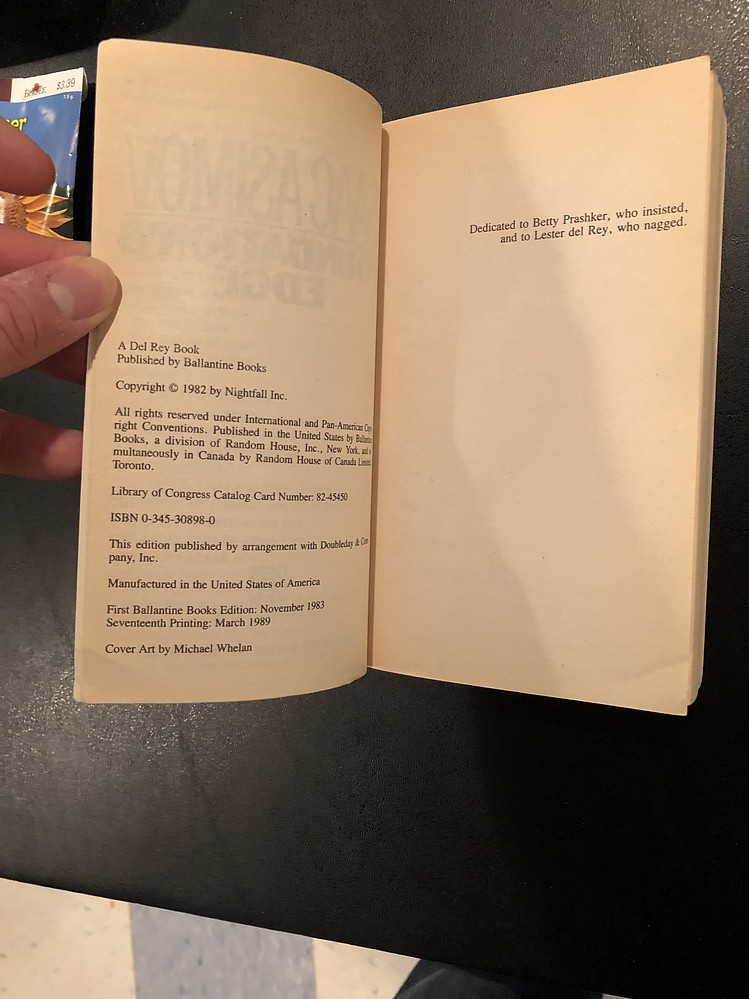 $3.39
A Del Rey Book
Published by Ballantine Books
Copyright © 1982 by Nightfall Inc.
All rights reserved under International and Pan-American Cop
right Conventions. Published in the United States by Ballantine
Books, a division of Random House, Inc., New York, and
multaneously in Canada by Random House of Canada Limited
Toronto.
Library of Congress Catalog Card Number: 82-45450
ISBN 0-345-30898-0
This edition published by arrangement with Doubleday & Com
pany, Inc.
Manufactured in the United States of America
First Ballantine Books Edition: November 1983
Seventeenth Printing: March 1989
Cover Art by Michael Whelan
Dedicated to Betty Prashker, who insisted,
and to Lester del Rey, who nagged.